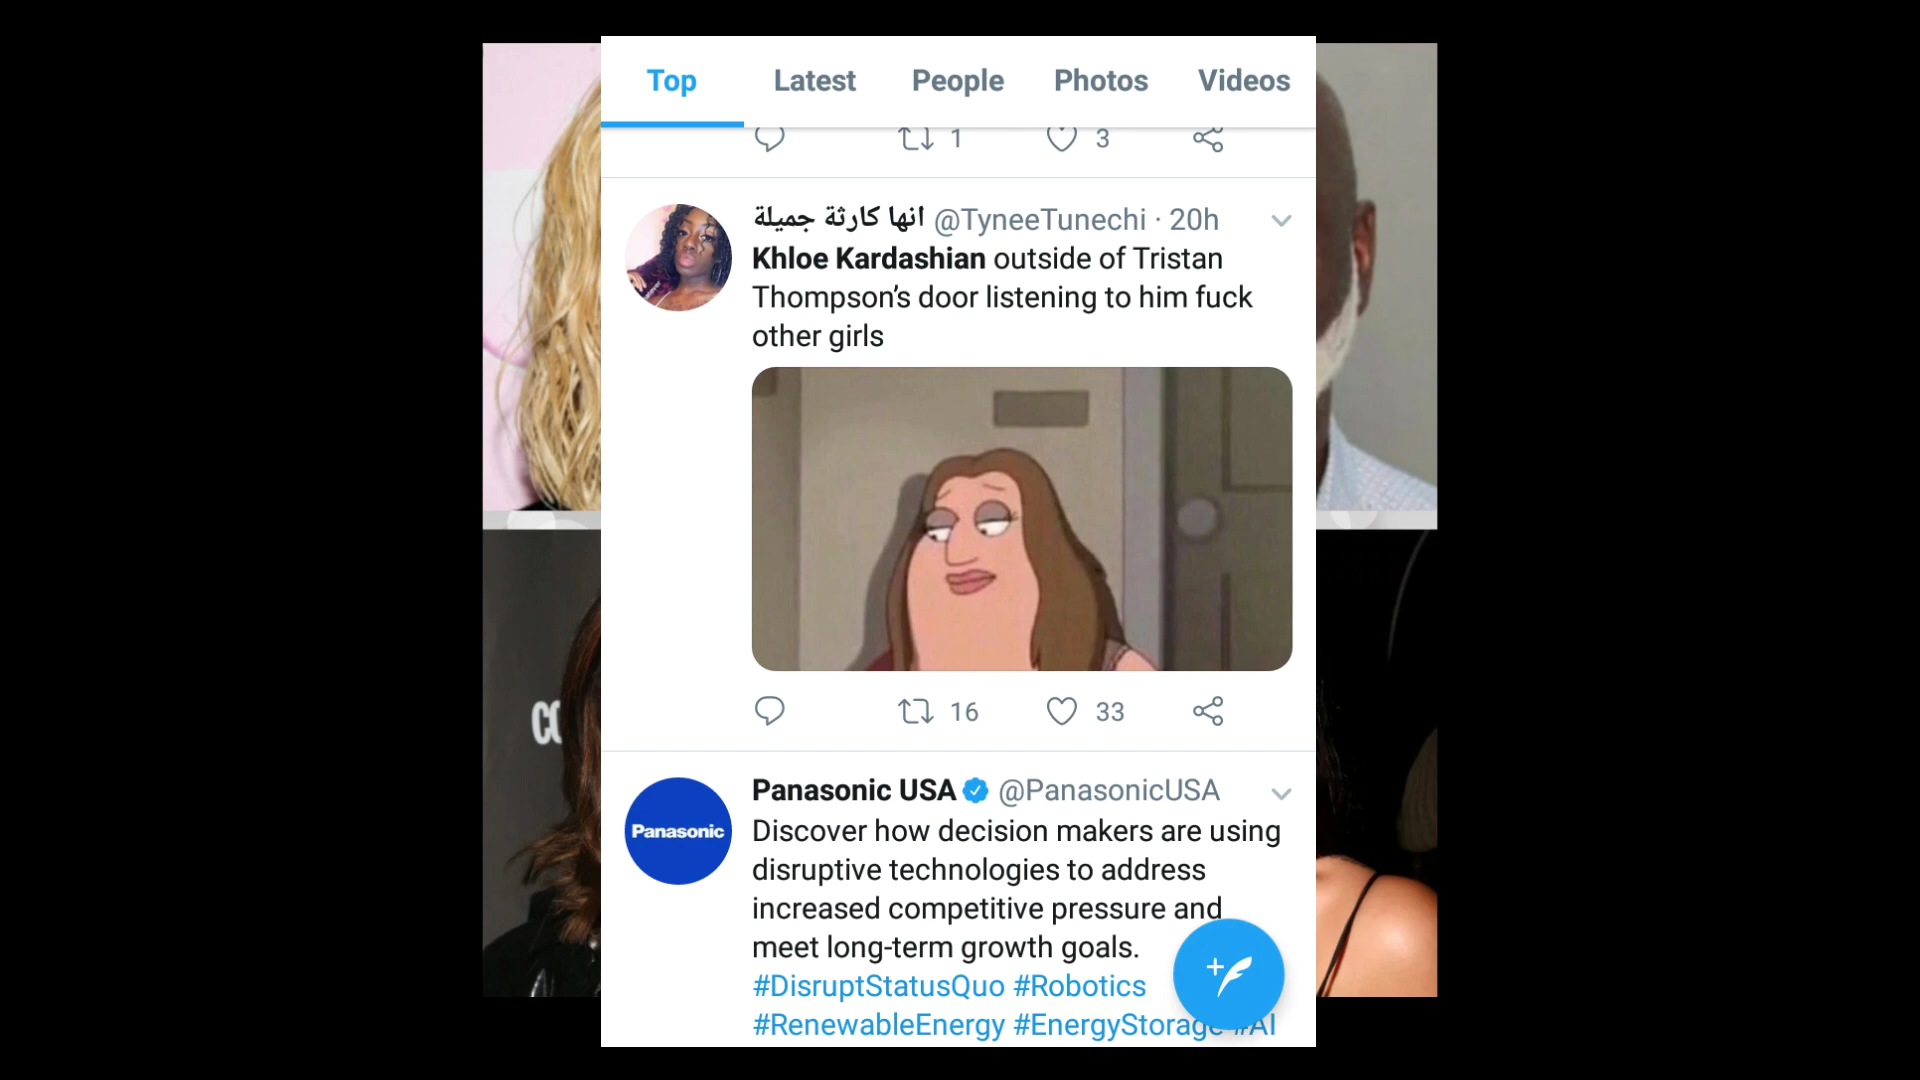 Top Latest People Photos Videos
1 3
انها كارثة جميلة @TyneeTunechi · 20h
Khloe Kardashian outside of Tristan
Thompson’s door listening to him fuck
other girls
16 33
Panasonic USA @PanasonicUSA
Panasonic
Discover how decision makers are using
disruptive technologies to address
increased competitive pressure and
meet long-term growth goals.
#DisruptStatusQuo #Robotics
#RenewableEnergy #EnergyStorage #AI